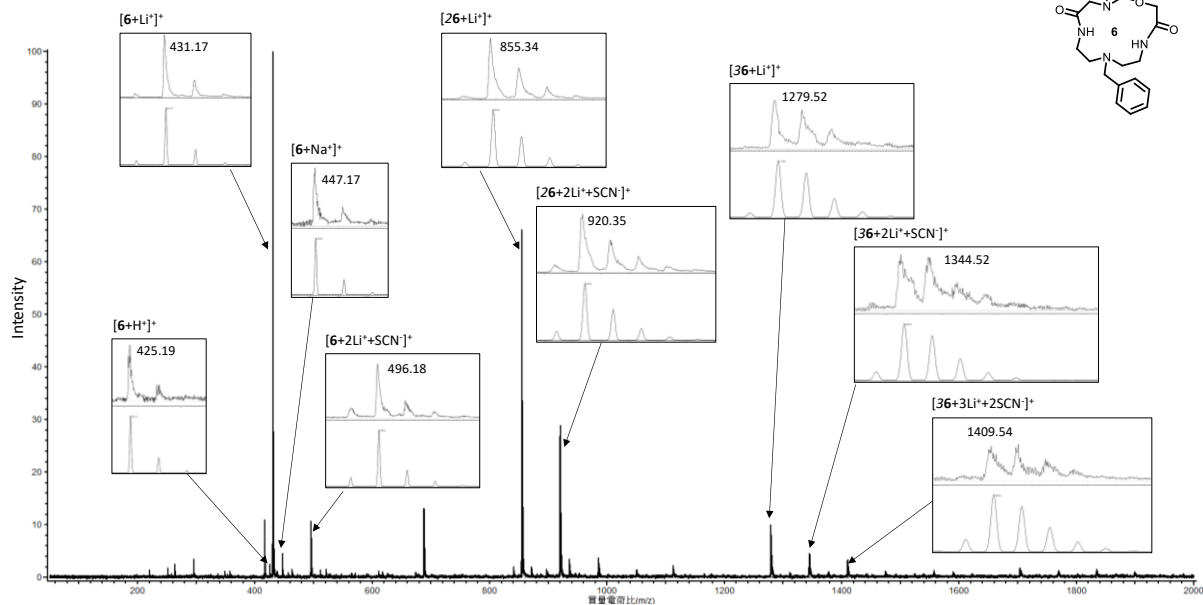 [6+Li⁺]⁺
431.17
[26+Li⁺]⁺
855.34
[36+Li⁺]⁺
1279.52
[6+Na⁺]⁺
447.17
[26+2Li⁺+SCN⁻]⁺
920.35
[36+2Li⁺+SCN⁻]⁺
1344.52
[6+H⁺]⁺
425.19
[6+2Li⁺+SCN⁻]⁺
496.18
[36+3Li⁺+2SCN⁻]⁺
1409.54
O
N
O
O
NH
6
HN
N
Intensity
100
90
80
70
60
50
40
30
20
10
0
200
400
600
800
1000
1200
1400
1600
1800
2000
質量電荷比(m/z)